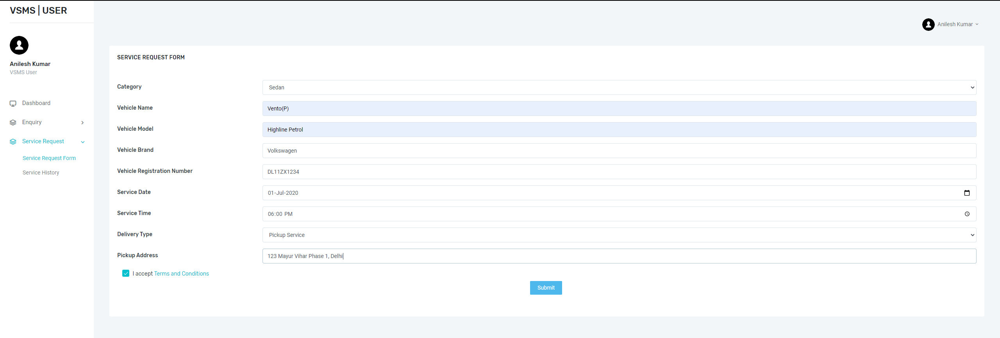 VSMS | USER
Anilesh Kumar
Anilesh Kumar
VSMS User
Dashboard
Enquiry
Service Request
Service Request Form
Service History
SERVICE REQUEST FORM
Category
Sedan
Vehicle Name
Vento(P)
Vehicle Model
Highline Petrol
Vehicle Brand
Volkswagen
Vehicle Registration Number
DL11ZX1234
Service Date
01-Jul-2020
Service Time
06:00 PM
Delivery Type
Pickup Service
Pickup Address
123 Mayur Vihar Phase 1, Delhi
I accept Terms and Conditions
Submit